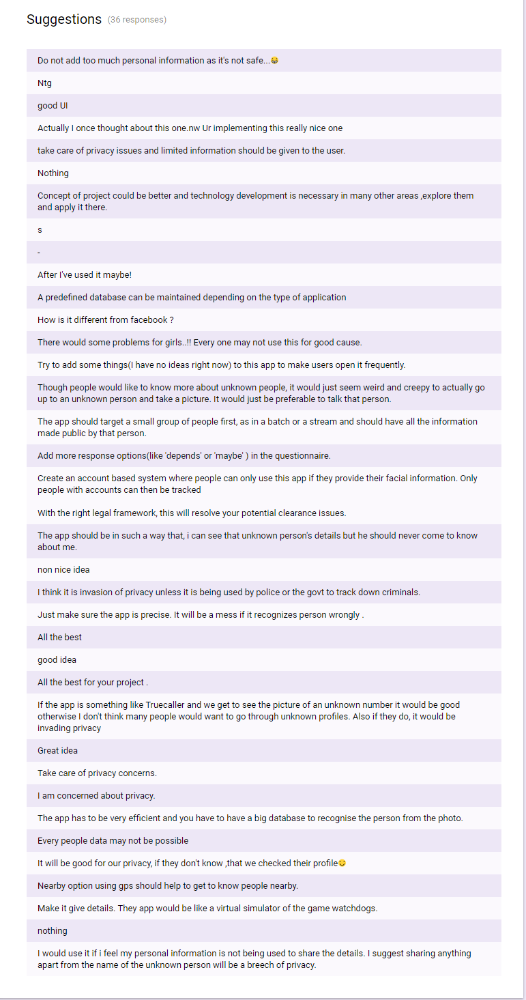 Suggestions (36 responses)
Do not add too much personal information as it's not safe...😂
Ntg
good UI
Actually I once thought about this one.nw Ur implementing this really nice one
take care of privacy issues and limited information should be given to the user.
Nothing
Concept of project could be better and technology development is necessary in many other areas ,explore them
and apply it there.
s
-
After I've used it maybe!
A predefined database can be maintained depending on the type of application
How is it different from facebook ?
There would some problems for girls..!! Every one may not use this for good cause.
Try to add some things(I have no ideas right now) to this app to make users open it frequently.
Though people would like to know more about unknown people, it would just seem weird and creepy to actually go
up to an unknown person and take a picture. It would just be preferable to talk that person.
The app should target a small group of people first, as in a batch or a stream and should have all the information
made public by that person.
Add more response options(like 'depends' or 'maybe' ) in the questionnaire.
Create an account based system where people can only use this app if they provide their facial information. Only
people with accounts can then be tracked
With the right legal framework, this will resolve your potential clearance issues.
The app should be in such a way that, i can see that unknown person's details but he should never come to know
about me.
non nice idea
I think it is invasion of privacy unless it is being used by police or the govt to track down criminals.
Just make sure the app is precise. It will be a mess if it recognizes person wrongly .
All the best
good idea
All the best for your project .
If the app is something like Truecaller and we get to see the picture of an unknown number it would be good
otherwise I don't think many people would want to go through unknown profiles. Also if they do, it would be
invading privacy
Great idea
Take care of privacy concerns.
I am concerned about privacy.
The app has to be very efficient and you have to have a big database to recognise the person from the photo.
Every people data may not be possible
It will be good for our privacy, if they don't know ,that we checked their profile😉
Nearby option using gps should help to get to know people nearby.
Make it give details. They app would be like a virtual simulator of the game watchdogs.
nothing
I would use it if i feel my personal information is not being used to share the details. I suggest sharing anything
apart from the name of the unknown person will be a breech of privacy.